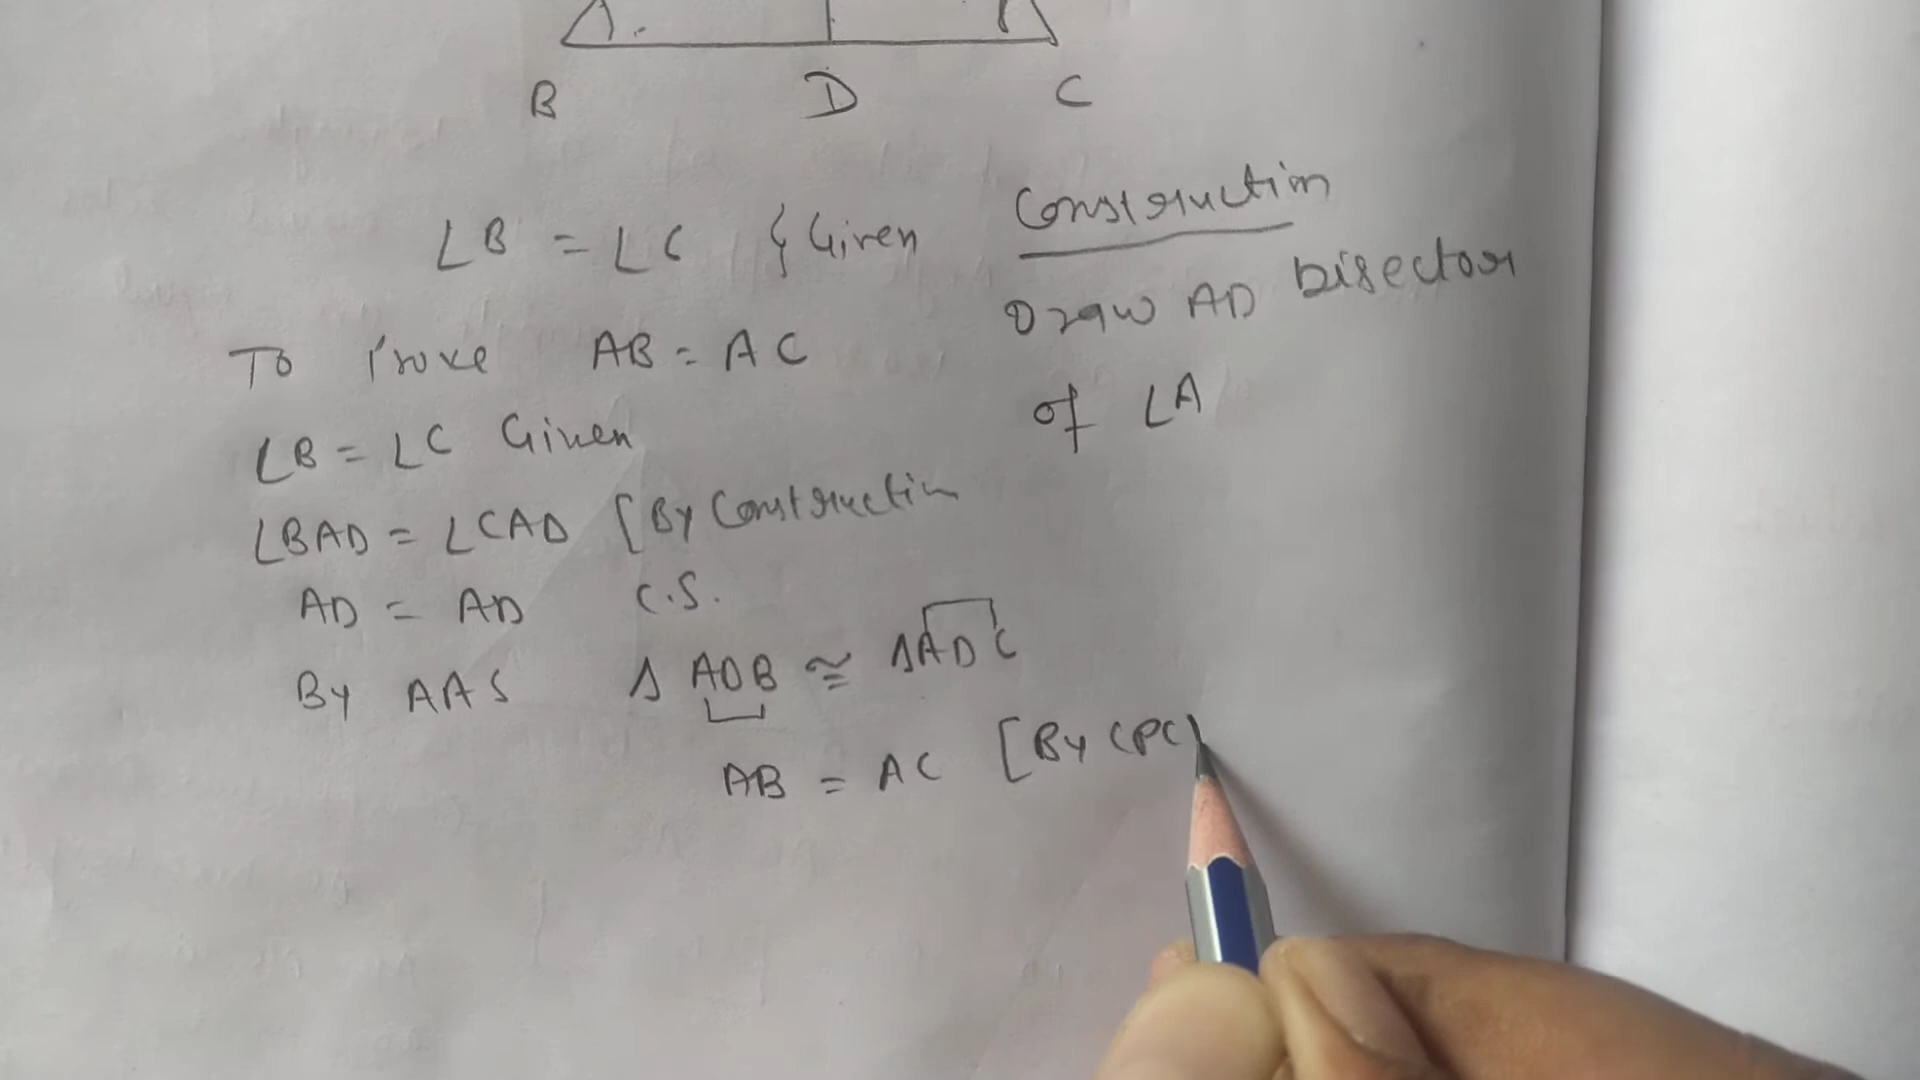 B D C
∠B = ∠C { Given
Construction
Draw AD Bisector
of ∠A
To Prove AB = AC
∠B = ∠C Given
∠BAD = ∠CAD [By Construction
AD = AD C.S.
By AAS Δ ADB ≅ ΔADC
AB = AC [By CPC